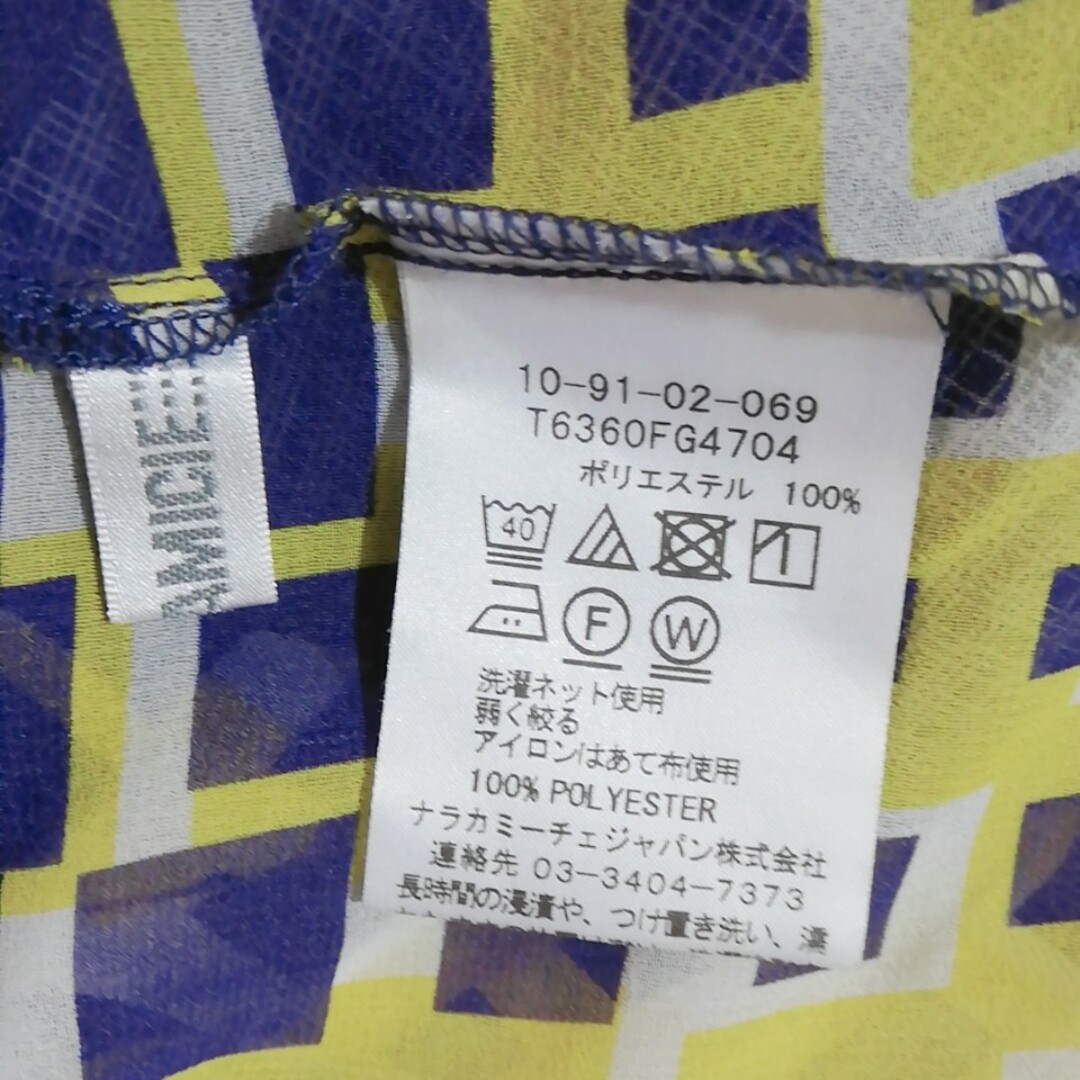 10-91-02-069
T6360FG4704
ポリエステル 100%
40
F W
洗濯ネット使用
弱く絞る
アイロンはあて布使用
100% POLYESTER
ナラカミーチェジャパン株式会社
連絡先 03-3404-7373
長時間の浸漬や、つけ置き洗い、濡
AMICIE